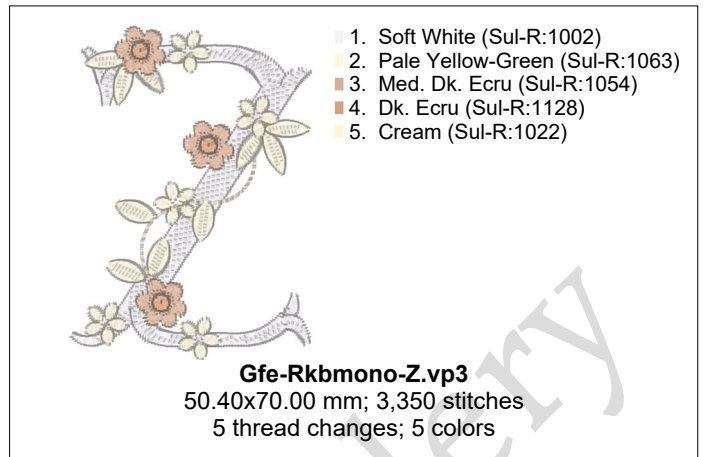 1. Soft White (Sul-R:1002)
2. Pale Yellow-Green (Sul-R:1063)
3. Med. Dk. Ecru (Sul-R:1054)
4. Dk. Ecru (Sul-R:1128)
5. Cream (Sul-R:1022)
Z
Gfe-Rkbmono-Z.vp3
50.40x70.00 mm; 3,350 stitches
5 thread changes; 5 colors